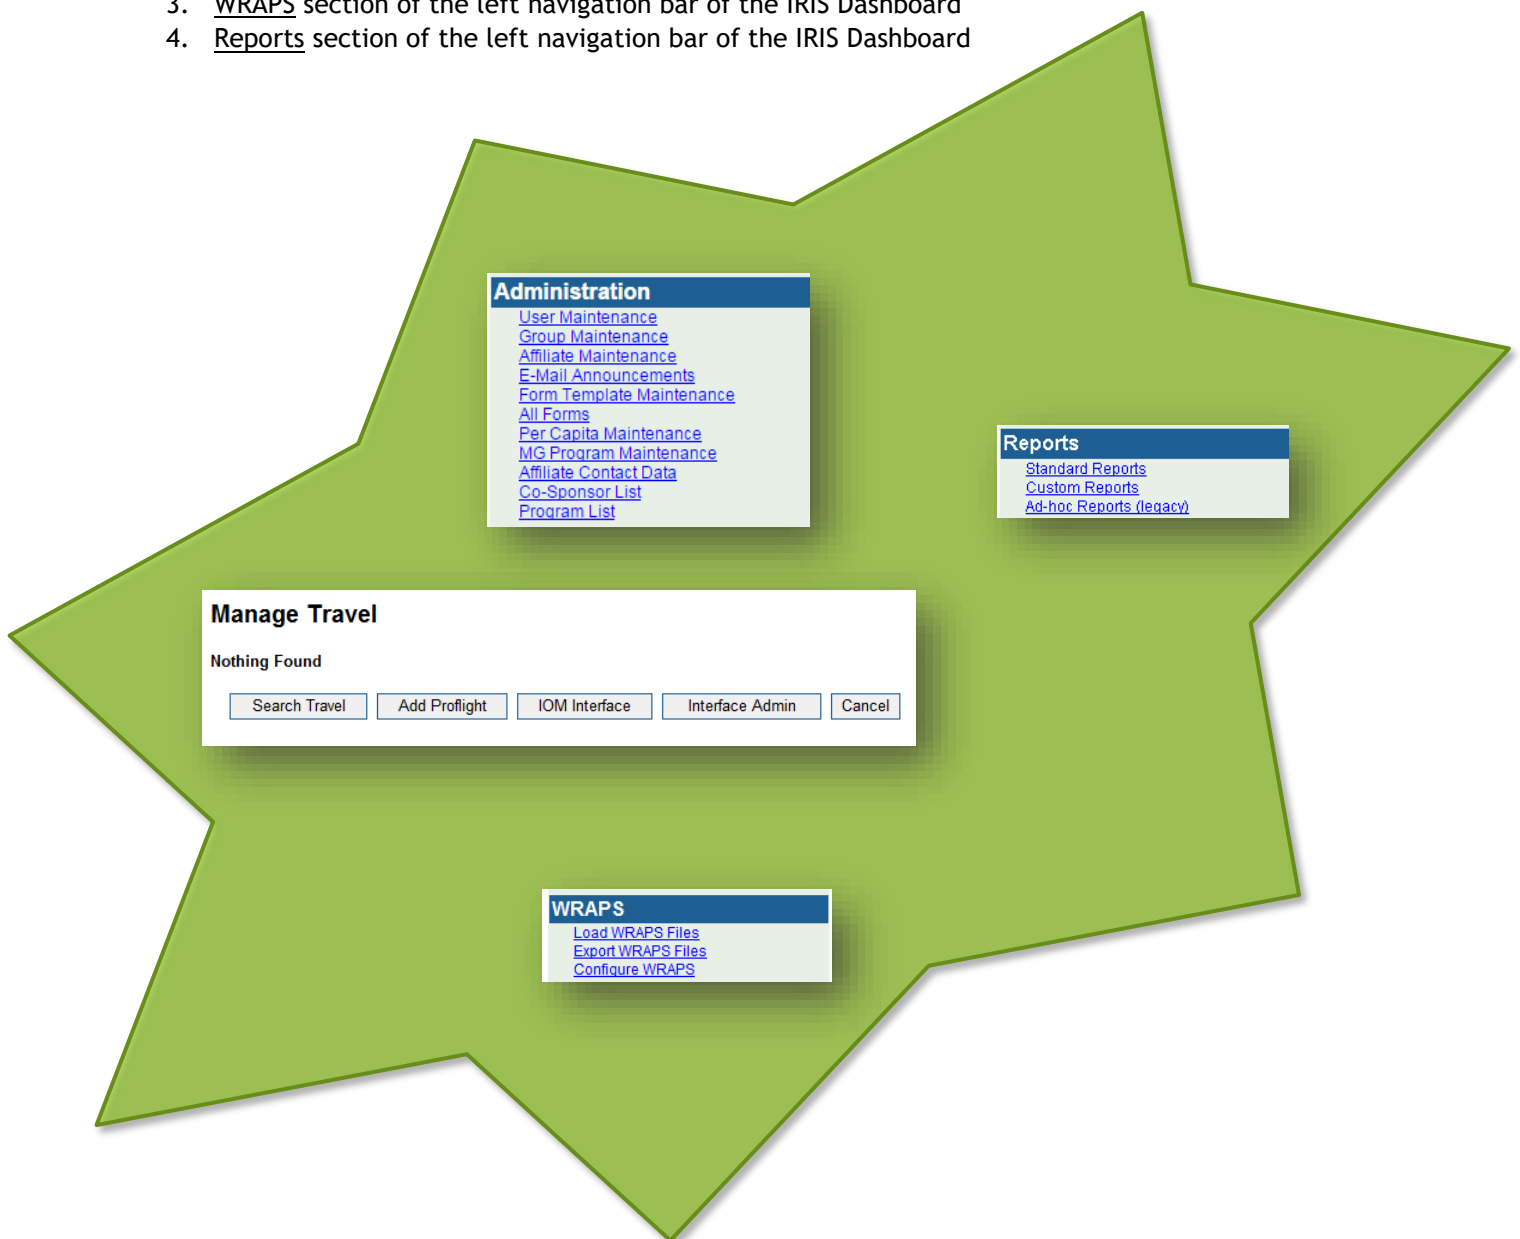 3. WRAPS section of the left navigation bar of the IRIS Dashboard
4. Reports section of the left navigation bar of the IRIS Dashboard
Administration
User Maintenance
Group Maintenance
Affiliate Maintenance
E-Mail Announcements
Form Template Maintenance
All Forms
Per Capita Maintenance
MG Program Maintenance
Affiliate Contact Data
Co-Sponsor List
Program List
Reports
Standard Reports
Custom Reports
Ad-hoc Reports (legacy)
Manage Travel
Nothing Found
Search Travel Add Proflight IOM Interface Interface Admin Cancel
WRAPS
Load WRAPS Files
Export WRAPS Files
Configure WRAPS